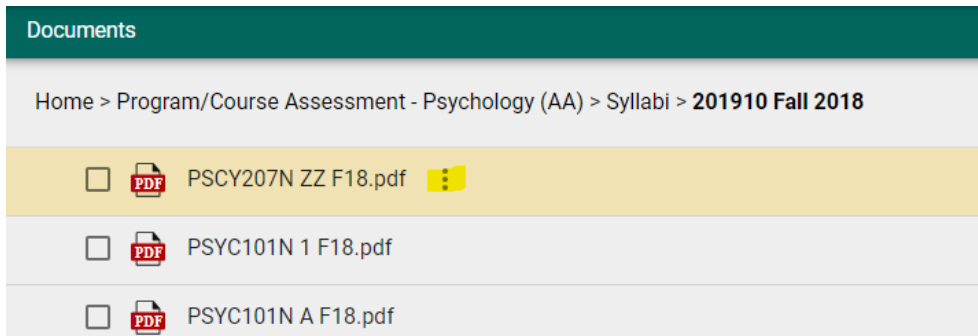 Documents
Home > Program/Course Assessment - Psychology (AA) > Syllabi > 201910 Fall 2018
PDF PSCY207N ZZ F18.pdf
PDF PSYC101N 1 F18.pdf
PDF PSYC101N A F18.pdf